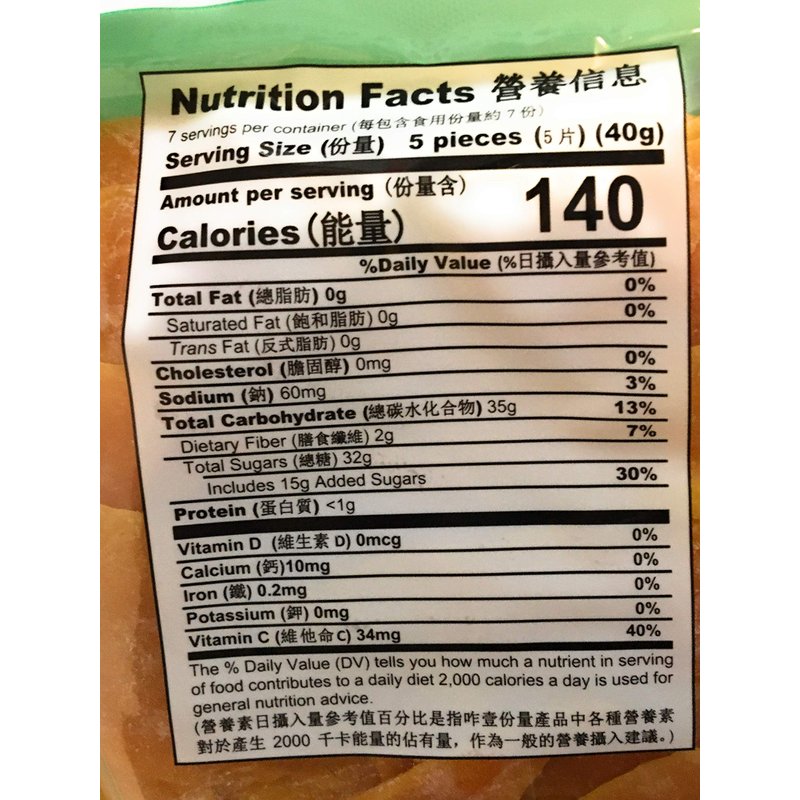 Nutrition Facts 營養信息
7 servings per container (每包含食用份量約 7 份)
Serving Size (份量) 5 pieces (5 片) (40g)
Amount per serving (份量含)
Calories (能量) 140
%Daily Value (%日攝入量參考值)
Total Fat (總脂肪) 0g 0%
Saturated Fat (飽和脂肪) 0g 0%
Trans Fat (反式脂肪) 0g
Cholesterol (膽固醇) 0mg 0%
Sodium (鈉) 60mg 3%
Total Carbohydrate (總碳水化合物) 35g 13%
Dietary Fiber (膳食纖維) 2g 7%
Total Sugars (總糖) 32g
Includes 15g Added Sugars 30%
Protein (蛋白質) <1g
Vitamin D (維生素 D) 0mcg 0%
Calcium (鈣)10mg 0%
Iron (鐵) 0.2mg 0%
Potassium (鉀) 0mg 0%
Vitamin C (維他命C) 34mg 40%
The % Daily Value (DV) tells you how much a nutrient in serving
of food contributes to a daily diet 2,000 calories a day is used for
general nutrition advice.
(營養素日攝入量參考值百分比是指咋壹份量產品中各種營養素
對於產生 2000 千卡能量的佔有量，作為一般的營養攝入建議。)